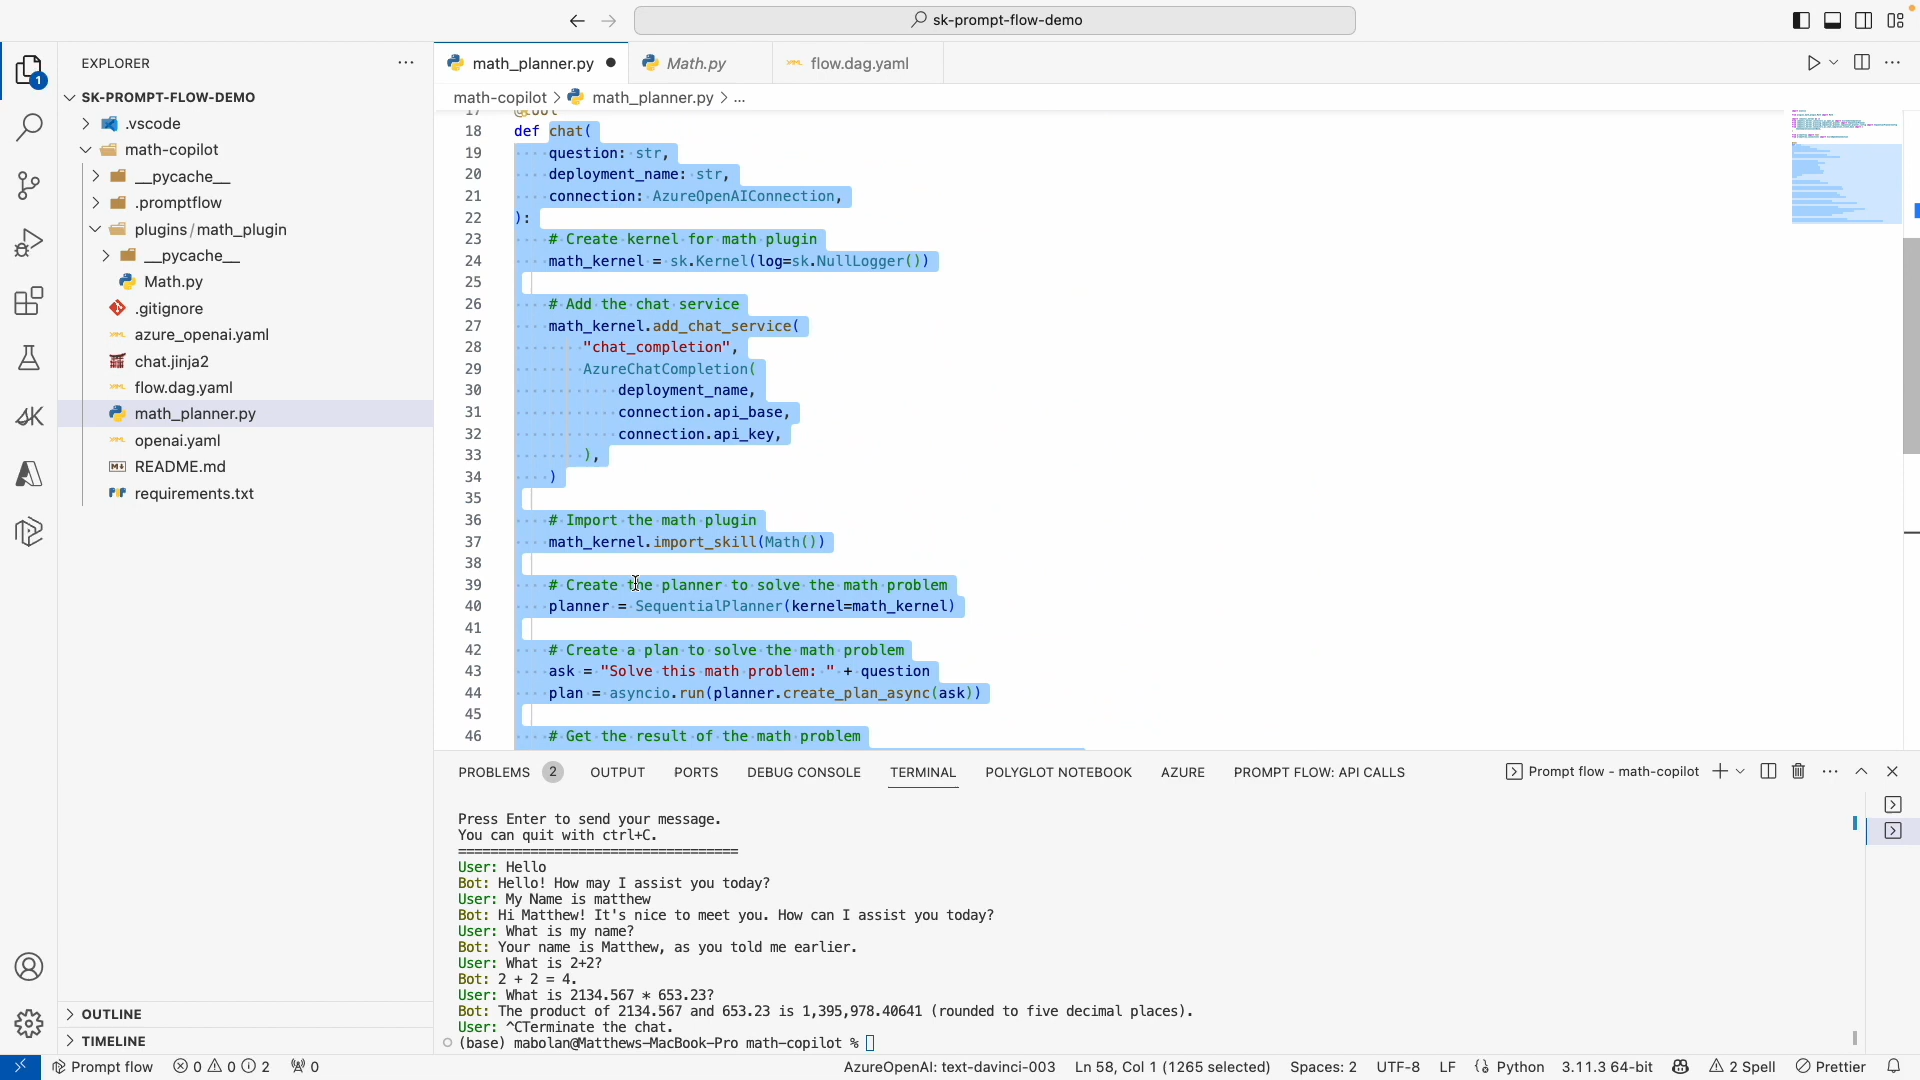 sk-prompt-flow-demo
EXPLORER
math_planner.py
Math.py
flow.dag.yaml
SK-PROMPT-FLOW-DEMO
math-copilot > math_planner.py > ...
.vscode
math-copilot
__pycache__
.promptflow
plugins/math_plugin
__pycache__
Math.py
.gitignore
azure_openai.yaml
chat.jinja2
flow.dag.yaml
math_planner.py
openai.yaml
README.md
requirements.txt
OUTLINE
TIMELINE
17 @tool
18 def chat(
19 question: str,
20 deployment_name: str,
21 connection: AzureOpenAIConnection,
22 ):
23 # Create kernel for math plugin
24 math_kernel = sk.Kernel(log=sk.NullLogger())
25
26 # Add the chat service
27 math_kernel.add_chat_service(
28 "chat_completion",
29 AzureChatCompletion(
30 deployment_name,
31 connection.api_base,
32 connection.api_key,
33 ),
34 )
35
36 # Import the math plugin
37 math_kernel.import_skill(Math())
38
39 # Create the planner to solve the math problem
40 planner = SequentialPlanner(kernel=math_kernel)
41
42 # Create a plan to solve the math problem
43 ask = "Solve this math problem: " + question
44 plan = asyncio.run(planner.create_plan_async(ask))
45
46 # Get the result of the math problem
PROBLEMS 2 OUTPUT PORTS DEBUG CONSOLE TERMINAL POLYGLOT NOTEBOOK AZURE PROMPT FLOW: API CALLS Prompt flow - math-copilot
Press Enter to send your message.
You can quit with ctrl+C.
===================================
User: Hello
Bot: Hello! How may I assist you today?
User: My Name is matthew
Bot: Hi Matthew! It's nice to meet you. How can I assist you today?
User: What is my name?
Bot: Your name is Matthew, as you told me earlier.
User: What is 2+2?
Bot: 2 + 2 = 4.
User: What is 2134.567 * 653.23?
Bot: The product of 2134.567 and 653.23 is 1,395,978.40641 (rounded to five decimal places).
User: ^CTerminate the chat.
(base) mabolan@Matthews-MacBook-Pro math-copilot %
Prompt flow 0 0 2 0 AzureOpenAI: text-davinci-003 Ln 58, Col 1 (1265 selected) Spaces: 2 UTF-8 LF Python 3.11.3 64-bit 2 Spell Prettier